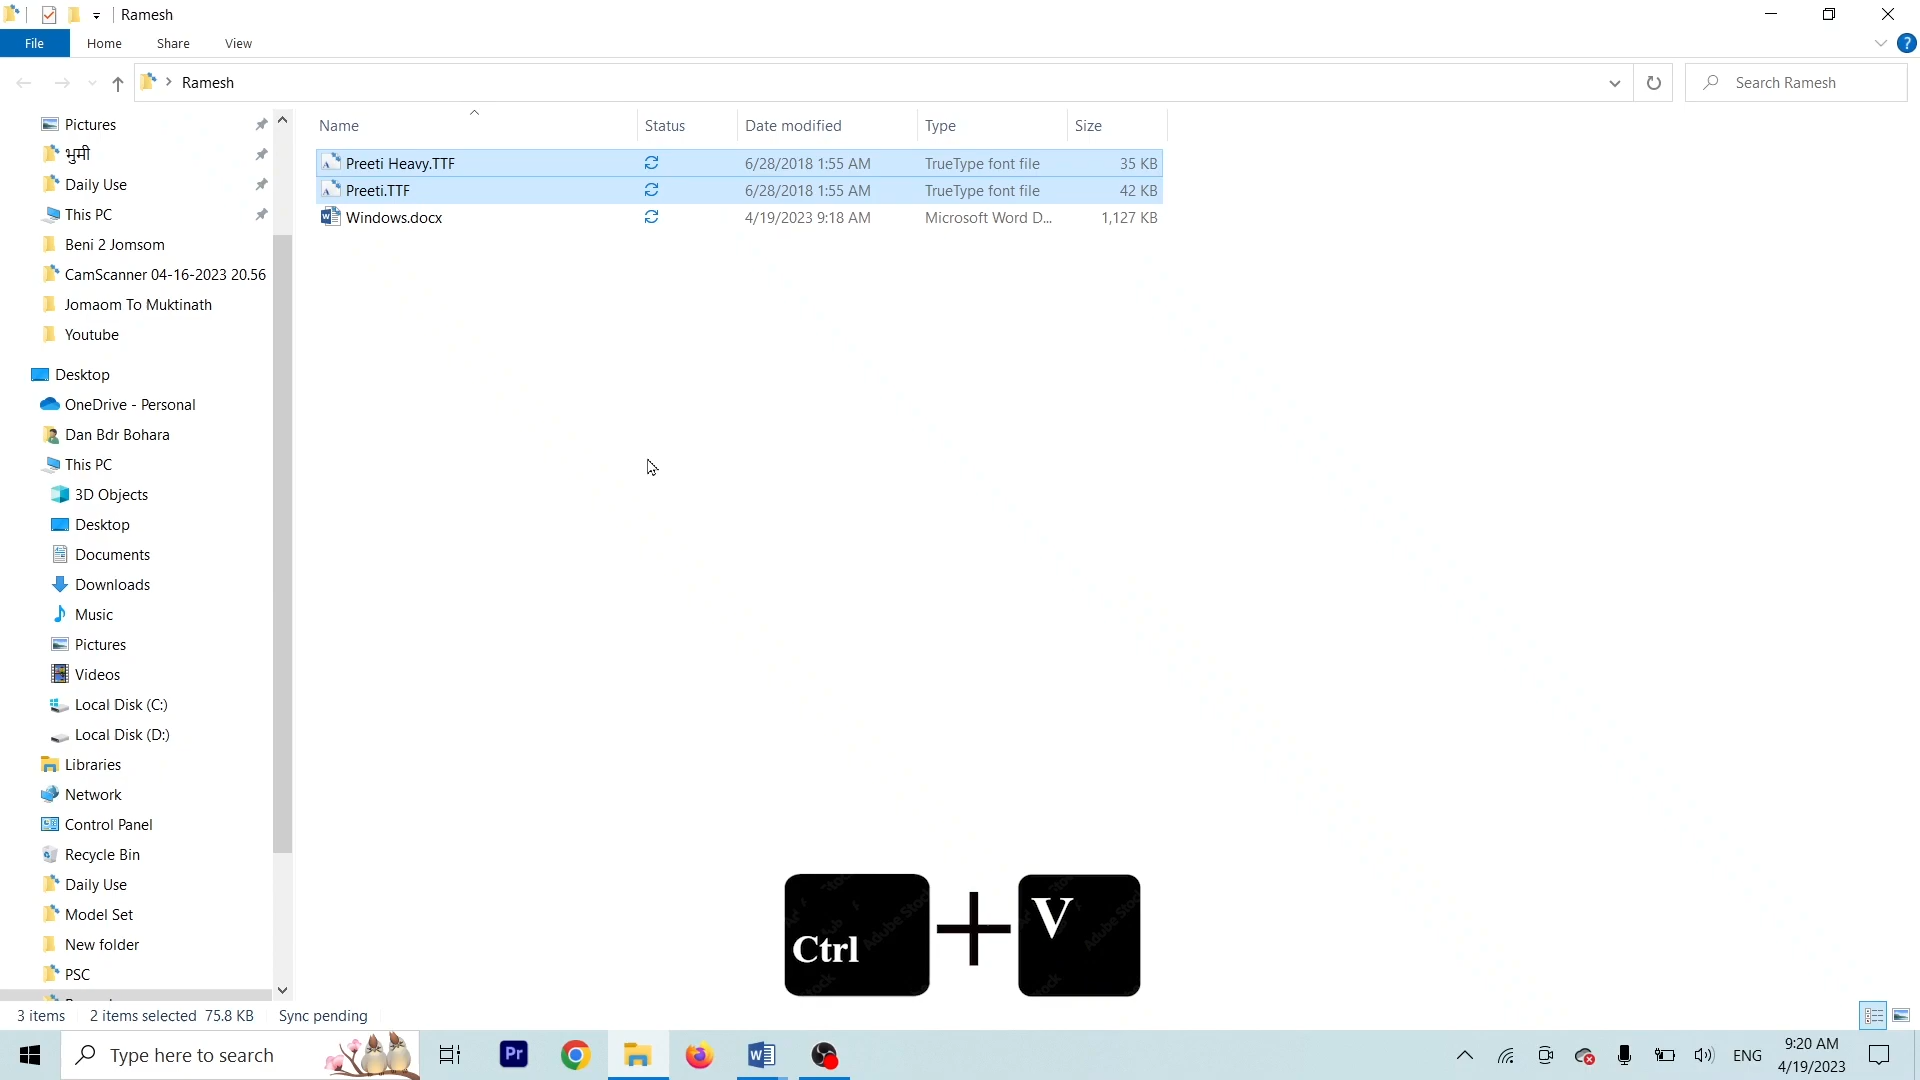 Ramesh
File Home Share View
Ramesh
Search Ramesh
Name Status Date modified Type Size
Preeti Heavy.TTF 6/28/2018 1:55 AM TrueType font file 35 KB
Preeti.TTF 6/28/2018 1:55 AM TrueType font file 42 KB
Windows.docx 4/19/2023 9:18 AM Microsoft Word D... 1,127 KB
Pictures
भुमी
Daily Use
This PC
Beni 2 Jomsom
CamScanner 04-16-2023 20.56
Jomaom To Muktinath
Youtube
Desktop
OneDrive - Personal
Dan Bdr Bohara
This PC
3D Objects
Desktop
Documents
Downloads
Music
Pictures
Videos
Local Disk (C:)
Local Disk (D:)
Libraries
Network
Control Panel
Recycle Bin
Daily Use
Model Set
New folder
PSC
Ctrl + V
3 items 2 items selected 75.8 KB Sync pending
Type here to search
Pr
ENG
9:20 AM
4/19/2023